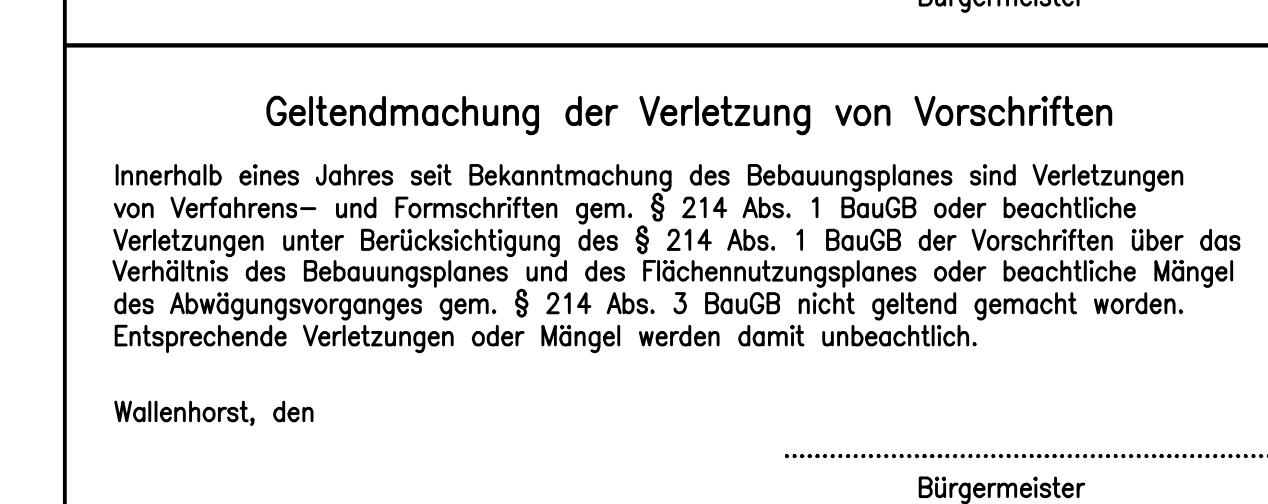 Bürgermeister
Geltendmachung der Verletzung von Vorschriften
Innerhalb eines Jahres seit Bekanntmachung des Bebauungsplanes sind Verletzungen
von Verfahrens– und Formschriften gem. § 214 Abs. 1 BauGB oder beachtliche
Verletzungen unter Berücksichtigung des § 214 Abs. 1 BauGB der Vorschriften über das
Verhältnis des Bebauungsplanes und des Flächennutzungsplanes oder beachtliche Mängel
des Abwägungsvorganges gem. § 214 Abs. 3 BauGB nicht geltend gemacht worden.
Entsprechende Verletzungen oder Mängel werden damit unbeachtlich.
Wallenhorst, den
Bürgermeister